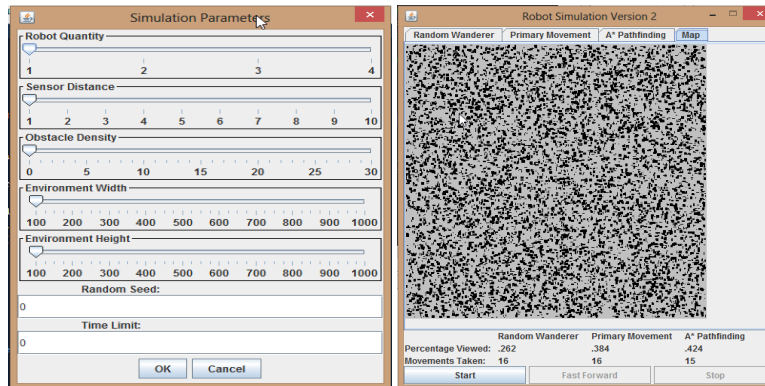 Simulation Parameters
Robot Quantity
1 2 3 4
Sensor Distance
1 2 3 4 5 6 7 8 9 10
Obstacle Density
0 5 10 15 20 25 30
Environment Width
100 200 300 400 500 600 700 800 900 1000
Environment Height
100 200 300 400 500 600 700 800 900 1000
Random Seed:
0
Time Limit:
0
OK Cancel
Robot Simulation Version 2
Random Wanderer Primary Movement A* Pathfinding Map
Random Wanderer Primary Movement A* Pathfinding
Percentage Viewed: .262 .384 .424
Movements Taken: 16 16 15
Start Fast Forward Stop